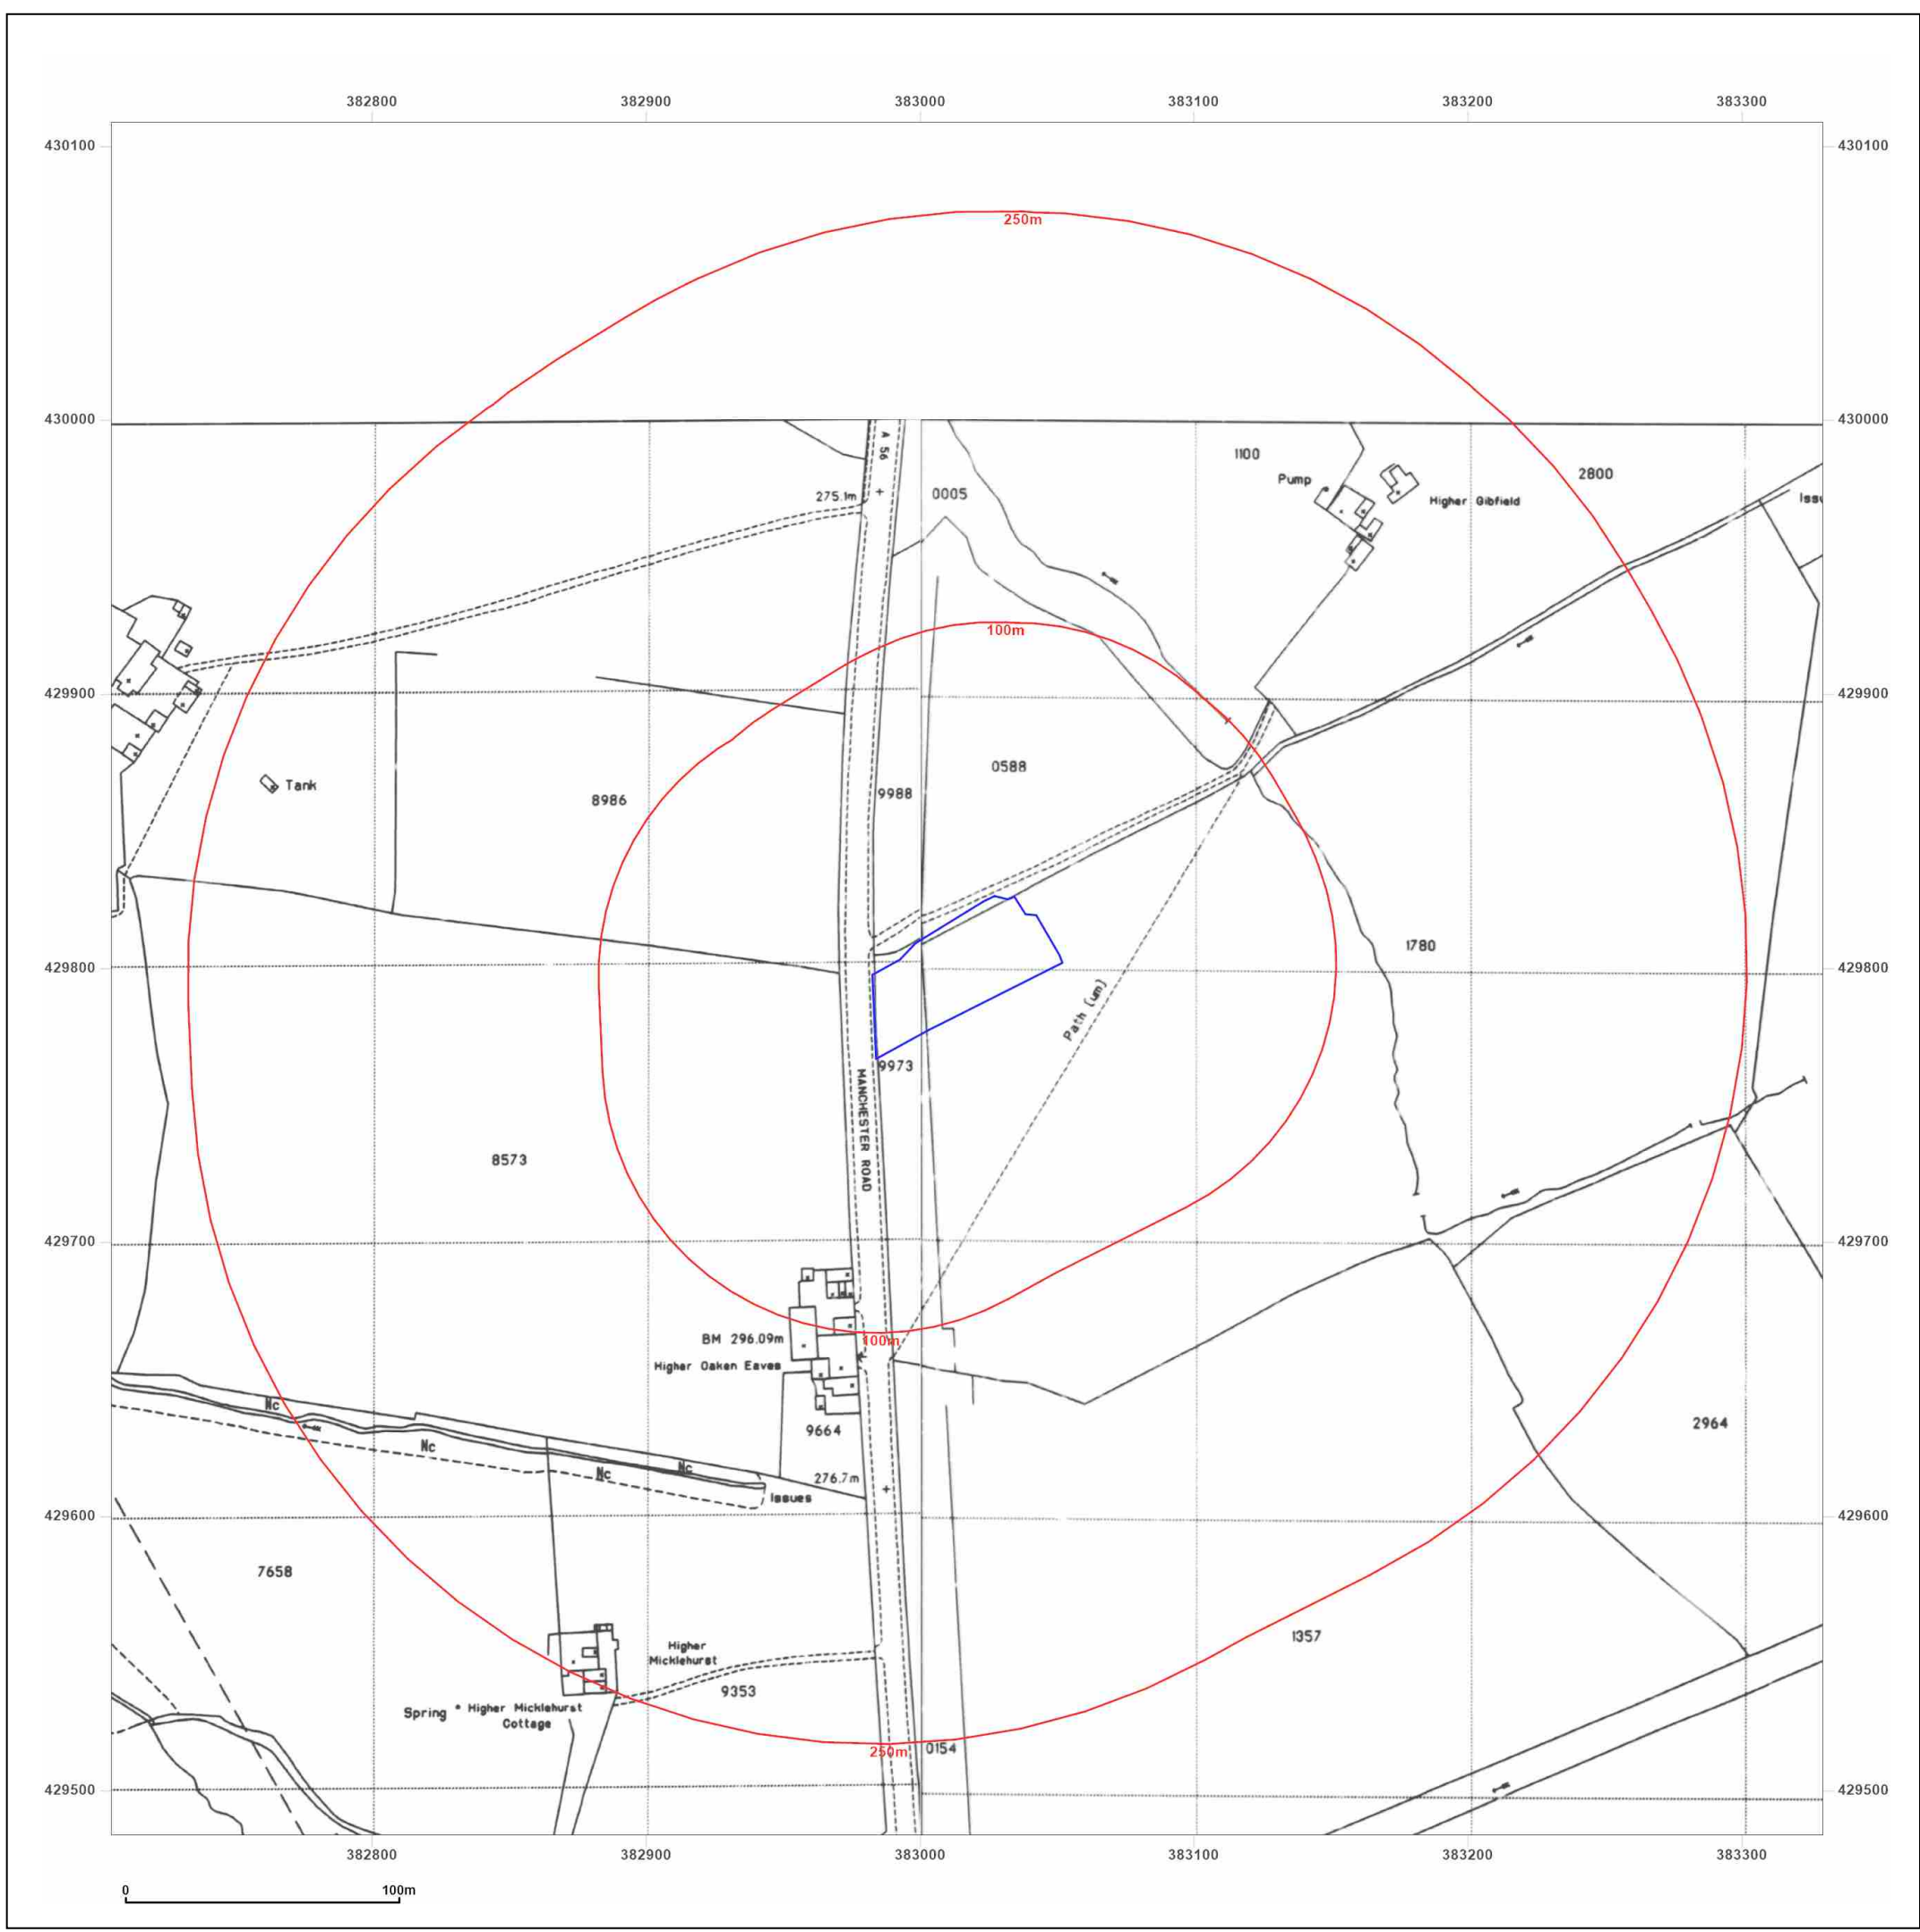 382800 382900 383000 383100 383200 383300
430100 430100
250m
430000 430000
A 56
1100
Pump
2800
275.1m
0005
Higher Gibfield
100m
429900 429900
0588
Tank
8986
9988
1780
429800 429800
Path (um)
9973
MANCHESTER ROAD
8573
429700 429700
BM 296.09m
100m
Higher Oaken Eaves
Nc
9664
2964
Nc
Nc
Nc
276.7m
Issues
429600 429600
7658
1357
Higher
Micklehurst
9353
Spring
Higher Micklehurst
Cottage
0154
250m
429500 429500
382800 382900 383000 383100 383200 383300
0 100m